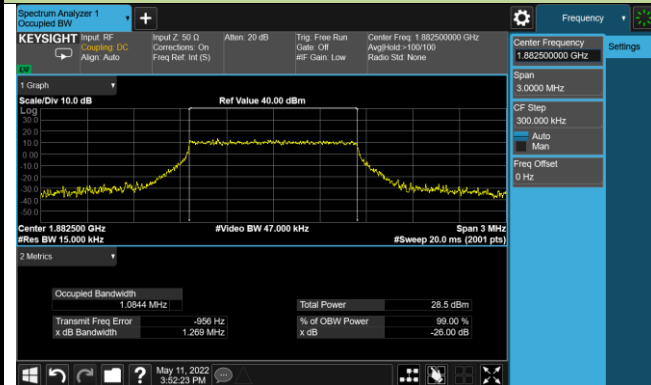 Spectrum Analyzer 1
Occupied BW
+
Frequency
KEYSIGHT
Input: RF
Coupling: DC
Align: Auto
Input Z: 50 Ω
Corrections: On
Freq Ref: Int (S)
Atten: 20 dB
Trig: Free Run
Gate: Off
#IF Gain: Low
Center Freq: 1.882500000 GHz
Avg|Hold:>100/100
Radio Std: None
Center Frequency
1.882500000 GHz
Settings
Span
3.0000 MHz
CF Step
300.000 kHz
Auto
Man
Freq Offset
0 Hz
1 Graph
Scale/Div 10.0 dB
Ref Value 40.00 dBm
Log
30.0
20.0
10.0
0.00
-10.0
-20.0
-30.0
-40.0
-50.0
Center 1.882500 GHz
#Video BW 47.000 kHz
Span 3 MHz
#Res BW 15.000 kHz
#Sweep 20.0 ms (2001 pts)
2 Metrics
Occupied Bandwidth
1.0844 MHz
Total Power 28.5 dBm
Transmit Freq Error -956 Hz
% of OBW Power 99.00 %
x dB Bandwidth 1.269 MHz
x dB -26.00 dB
?
May 11, 2022
3:52:23 PM